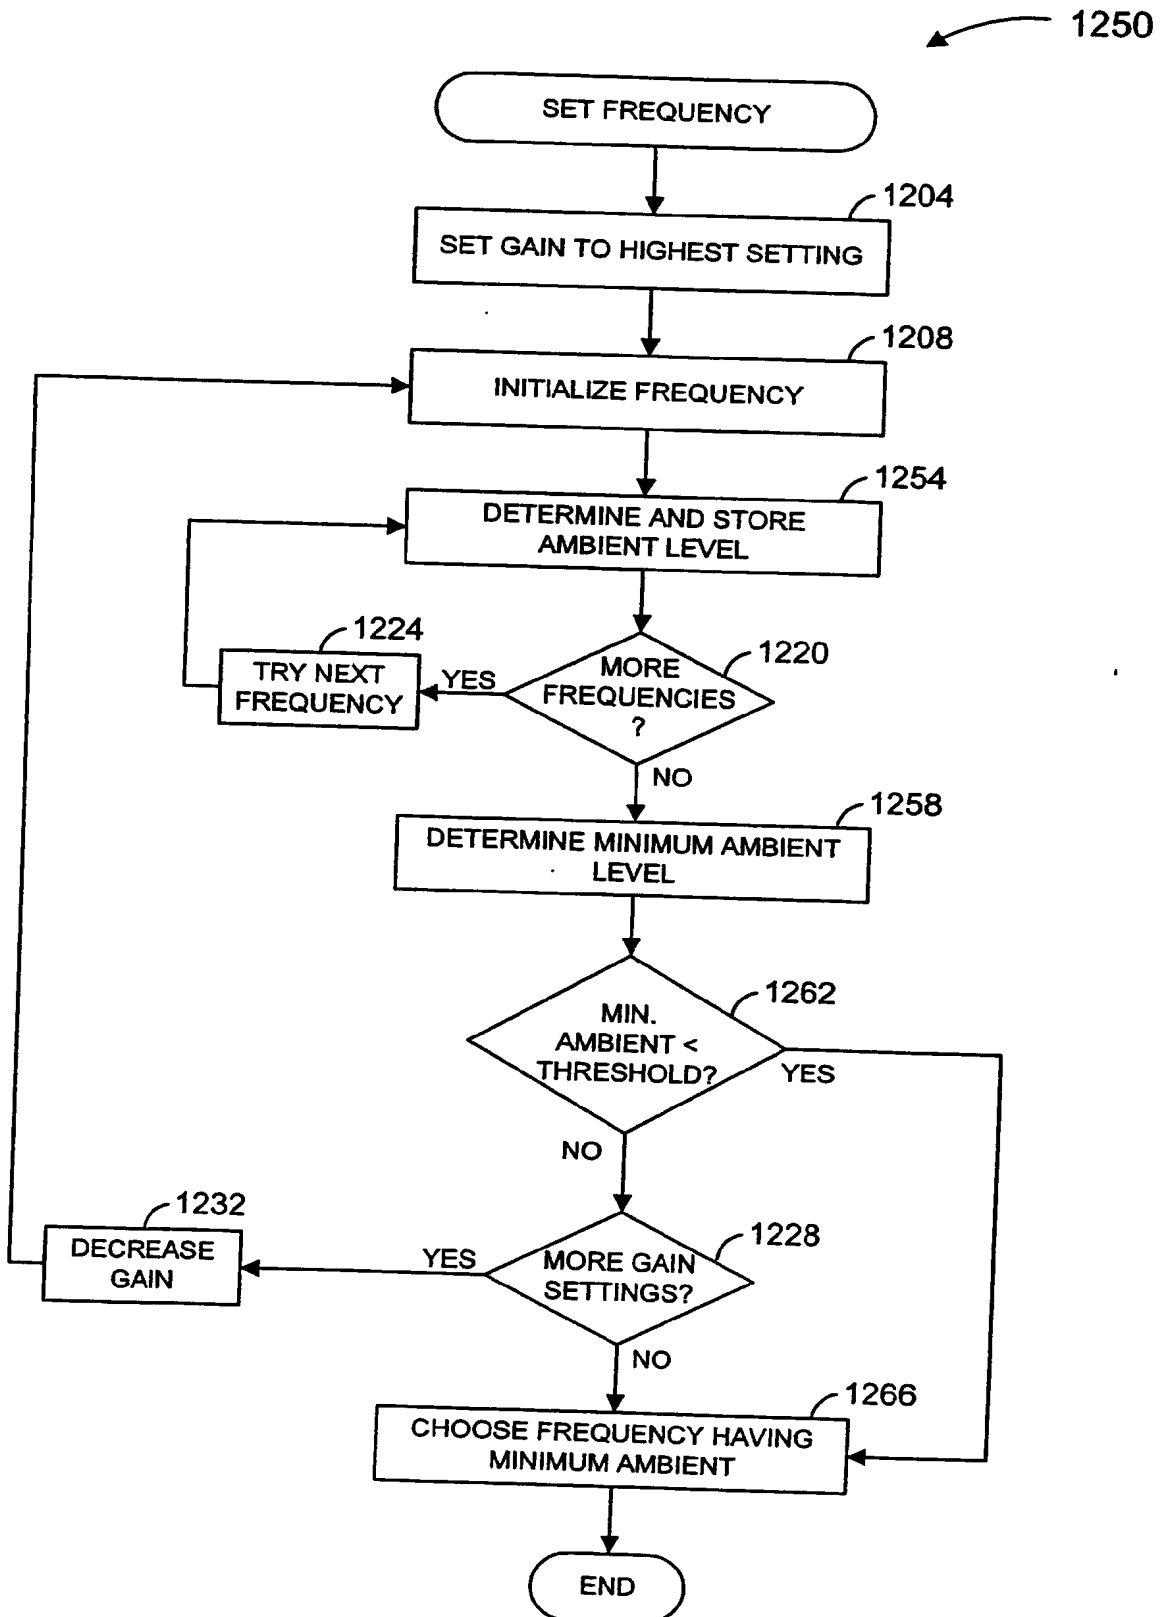 1250
SET FREQUENCY
1204
SET GAIN TO HIGHEST SETTING
1208
INITIALIZE FREQUENCY
1254
DETERMINE AND STORE
AMBIENT LEVEL
1224
TRY NEXT
FREQUENCY
YES
1220
MORE
FREQUENCIES
?
NO
1258
DETERMINE MINIMUM AMBIENT
LEVEL
1262
MIN.
AMBIENT <
THRESHOLD?
YES
NO
1232
DECREASE
GAIN
YES
1228
MORE GAIN
SETTINGS?
NO
1266
CHOOSE FREQUENCY HAVING
MINIMUM AMBIENT
END